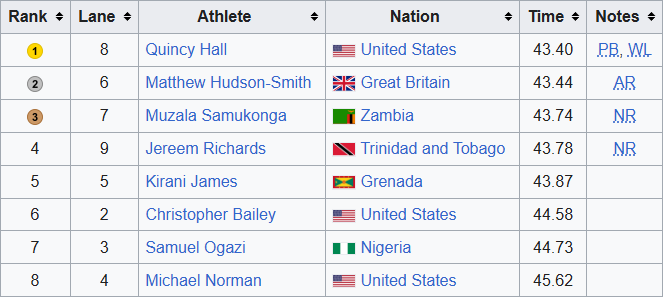 Rank Lane Athlete Nation Time Notes
1 8 Quincy Hall United States 43.40 PB, WL
2 6 Matthew Hudson-Smith Great Britain 43.44 AR
3 7 Muzala Samukonga Zambia 43.74 NR
4 9 Jereem Richards Trinidad and Tobago 43.78 NR
5 5 Kirani James Grenada 43.87
6 2 Christopher Bailey United States 44.58
7 3 Samuel Ogazi Nigeria 44.73
8 4 Michael Norman United States 45.62